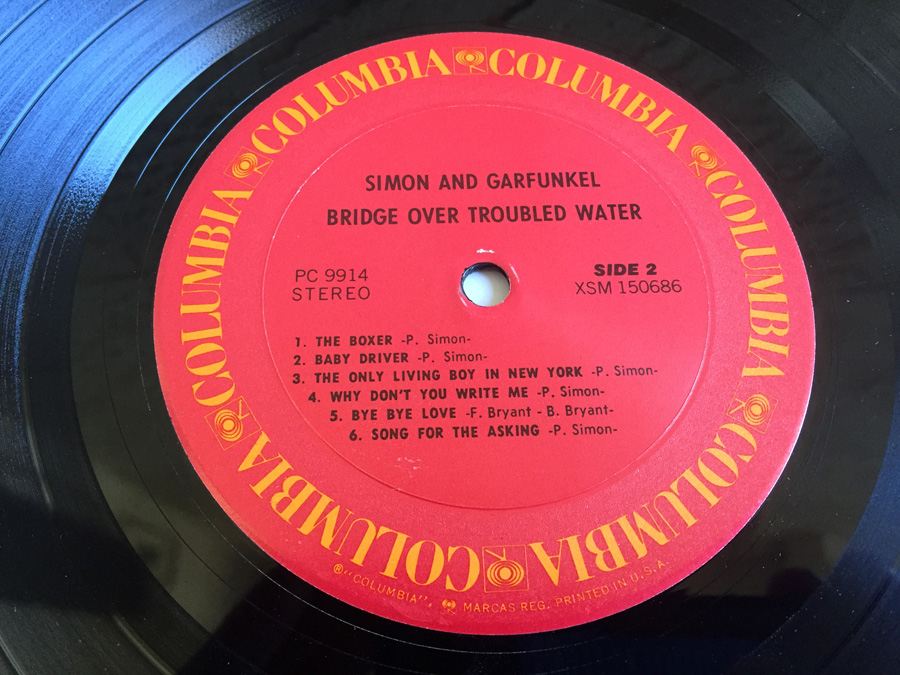 COLUMBIA COLUMBIA COLUMBIA COLUMBIA COLUMBIA COLUMBIA
SIMON AND GARFUNKEL
BRIDGE OVER TROUBLED WATER
PC 9914
STEREO
SIDE 2
XSM 150686
1. THE BOXER -P. Simon-
2. BABY DRIVER -P. Simon-
3. THE ONLY LIVING BOY IN NEW YORK -P. Simon-
4. WHY DON'T YOU WRITE ME -P. Simon-
5. BYE BYE LOVE -F. Bryant - B. Bryant-
6. SONG FOR THE ASKING -P. Simon-
®"COLUMBIA", MARCAS REG. PRINTED IN U.S.A.